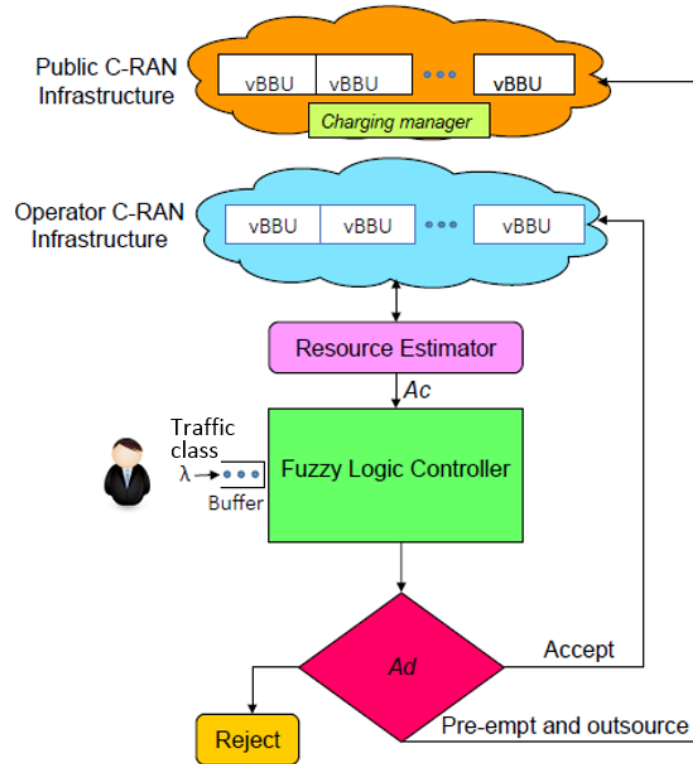 Public C-RAN
Infrastructure
vBBU vBBU vBBU
Charging manager
Operator C-RAN
Infrastructure
vBBU vBBU vBBU
Resource Estimator
Ac
Traffic
class
λ
Buffer
Fuzzy Logic Controller
Ad
Accept
Reject
Pre-empt and outsource